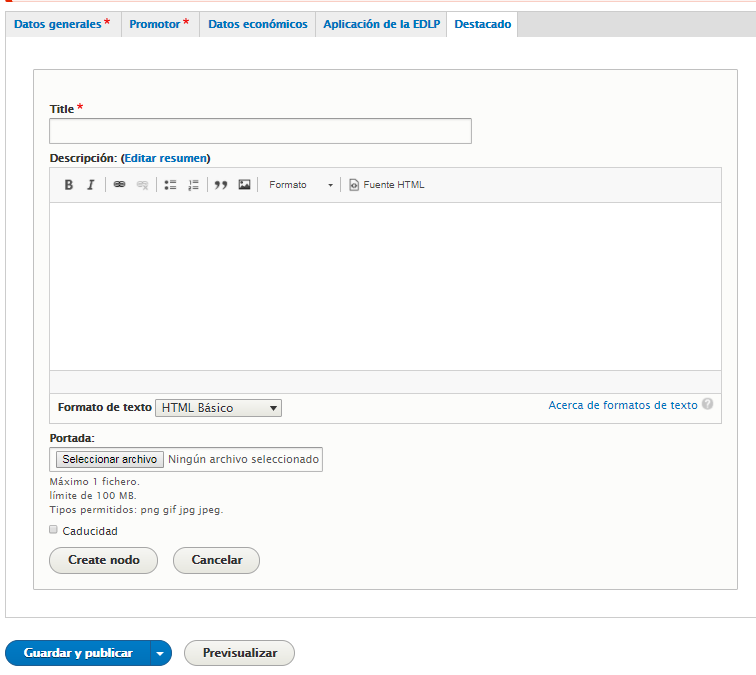 Datos generales * Promotor * Datos económicos Aplicación de la EDLP Destacado
Title *
Descripción: (Editar resumen)
B I Formato Fuente HTML
Formato de texto HTML Básico Acerca de formatos de texto ?
Portada:
Seleccionar archivo Ningún archivo seleccionado
Máximo 1 fichero.
límite de 100 MB.
Tipos permitidos: png gif jpg jpeg.
Caducidad
Create nodo Cancelar
Guardar y publicar Previsualizar